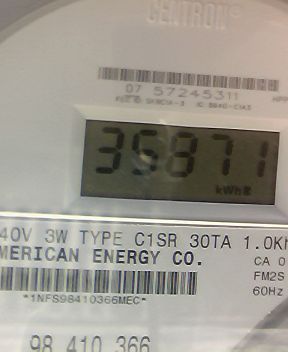 CENTRON®
07 57245311
35871
kWh
40V 3W TYPE C1SR 30TA 1.0Kh
MERICAN ENERGY CO.
CA 0
FM2S
*1NFS98410366MEC*
60Hz
98 410 366